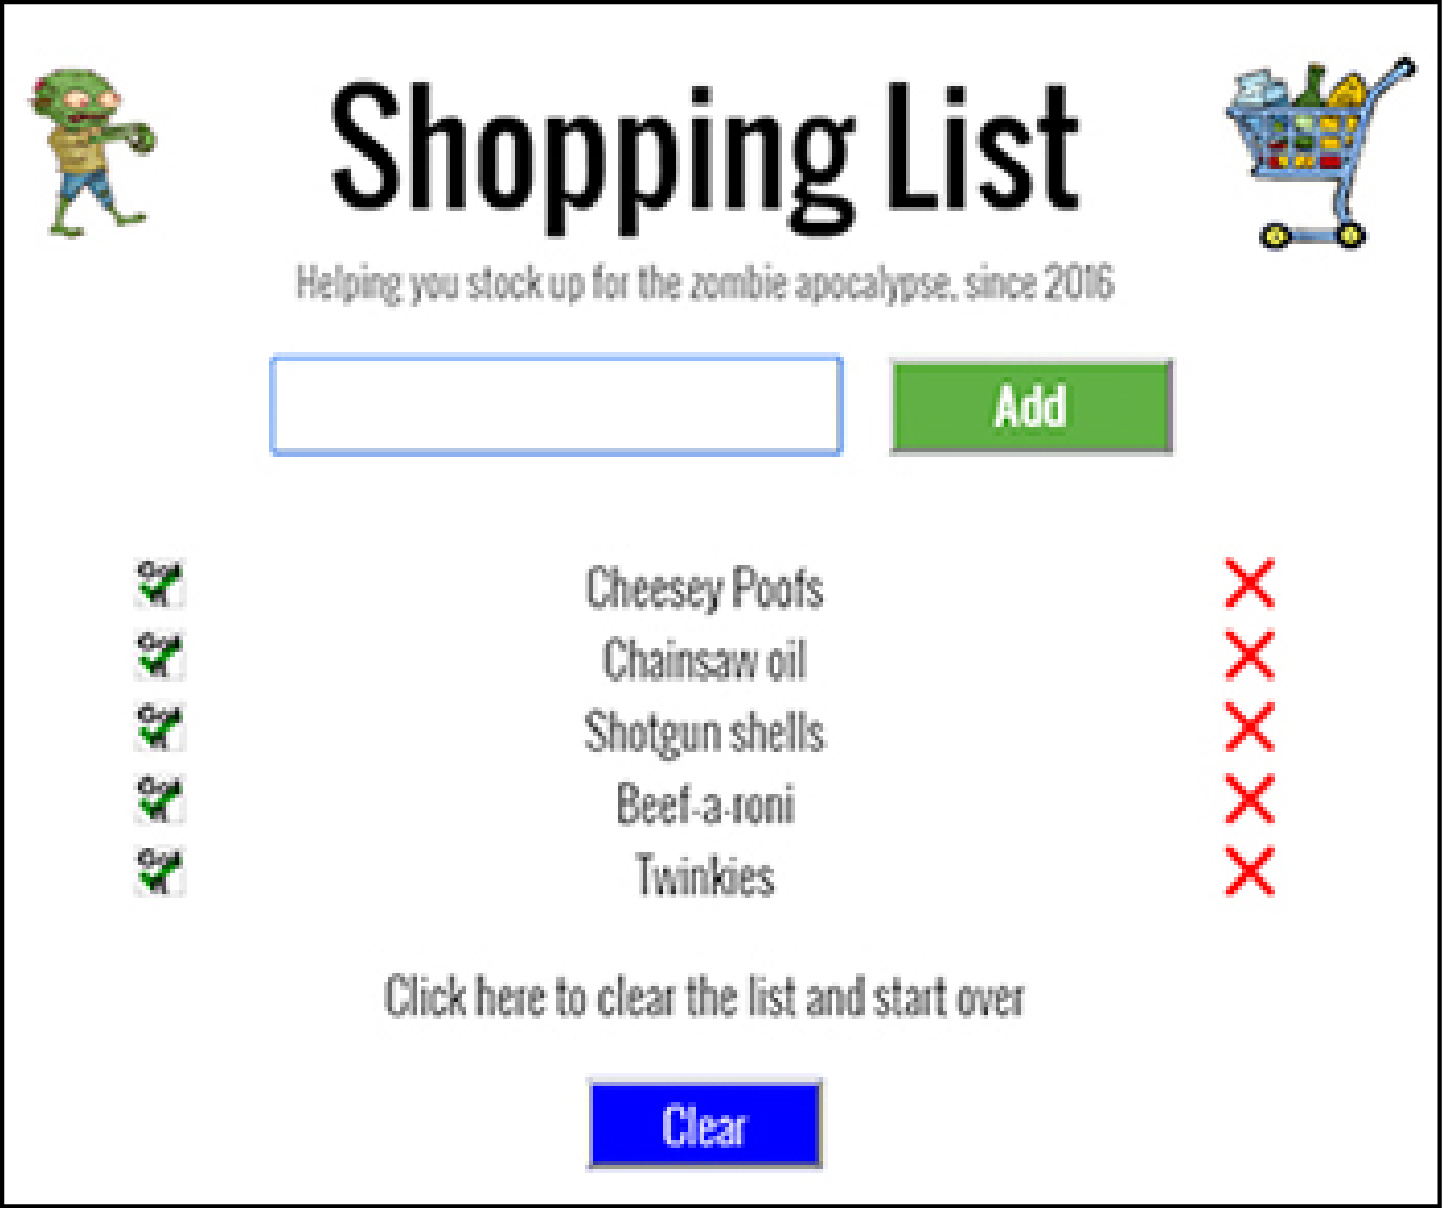 Shopping List
Helping you stock up for the zombie apocalypse, since 2016
Add
Cheesey Poofs
Chainsaw oil
Shotgun shells
Beef-a-roni
Twinkies
Click here to clear the list and start over
Clear